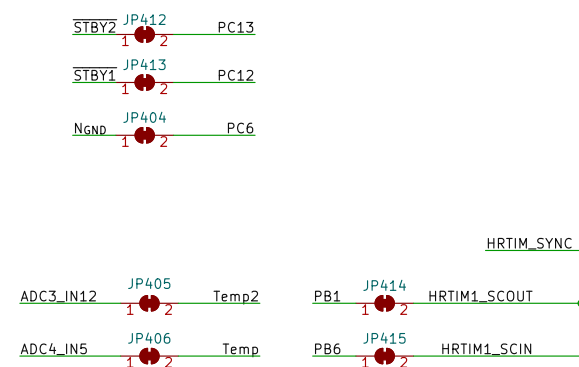 JP412
STBY2 1 2 PC13
JP413
STBY1 1 2 PC12
JP404
NGND 1 2 PC6
HRTIM_SYNC
JP405 JP414
ADC3_IN12 1 2 Temp2 PB1 1 2 HRTIM1_SCOUT
JP406 JP415
ADC4_IN5 1 2 Temp PB6 1 2 HRTIM1_SCIN